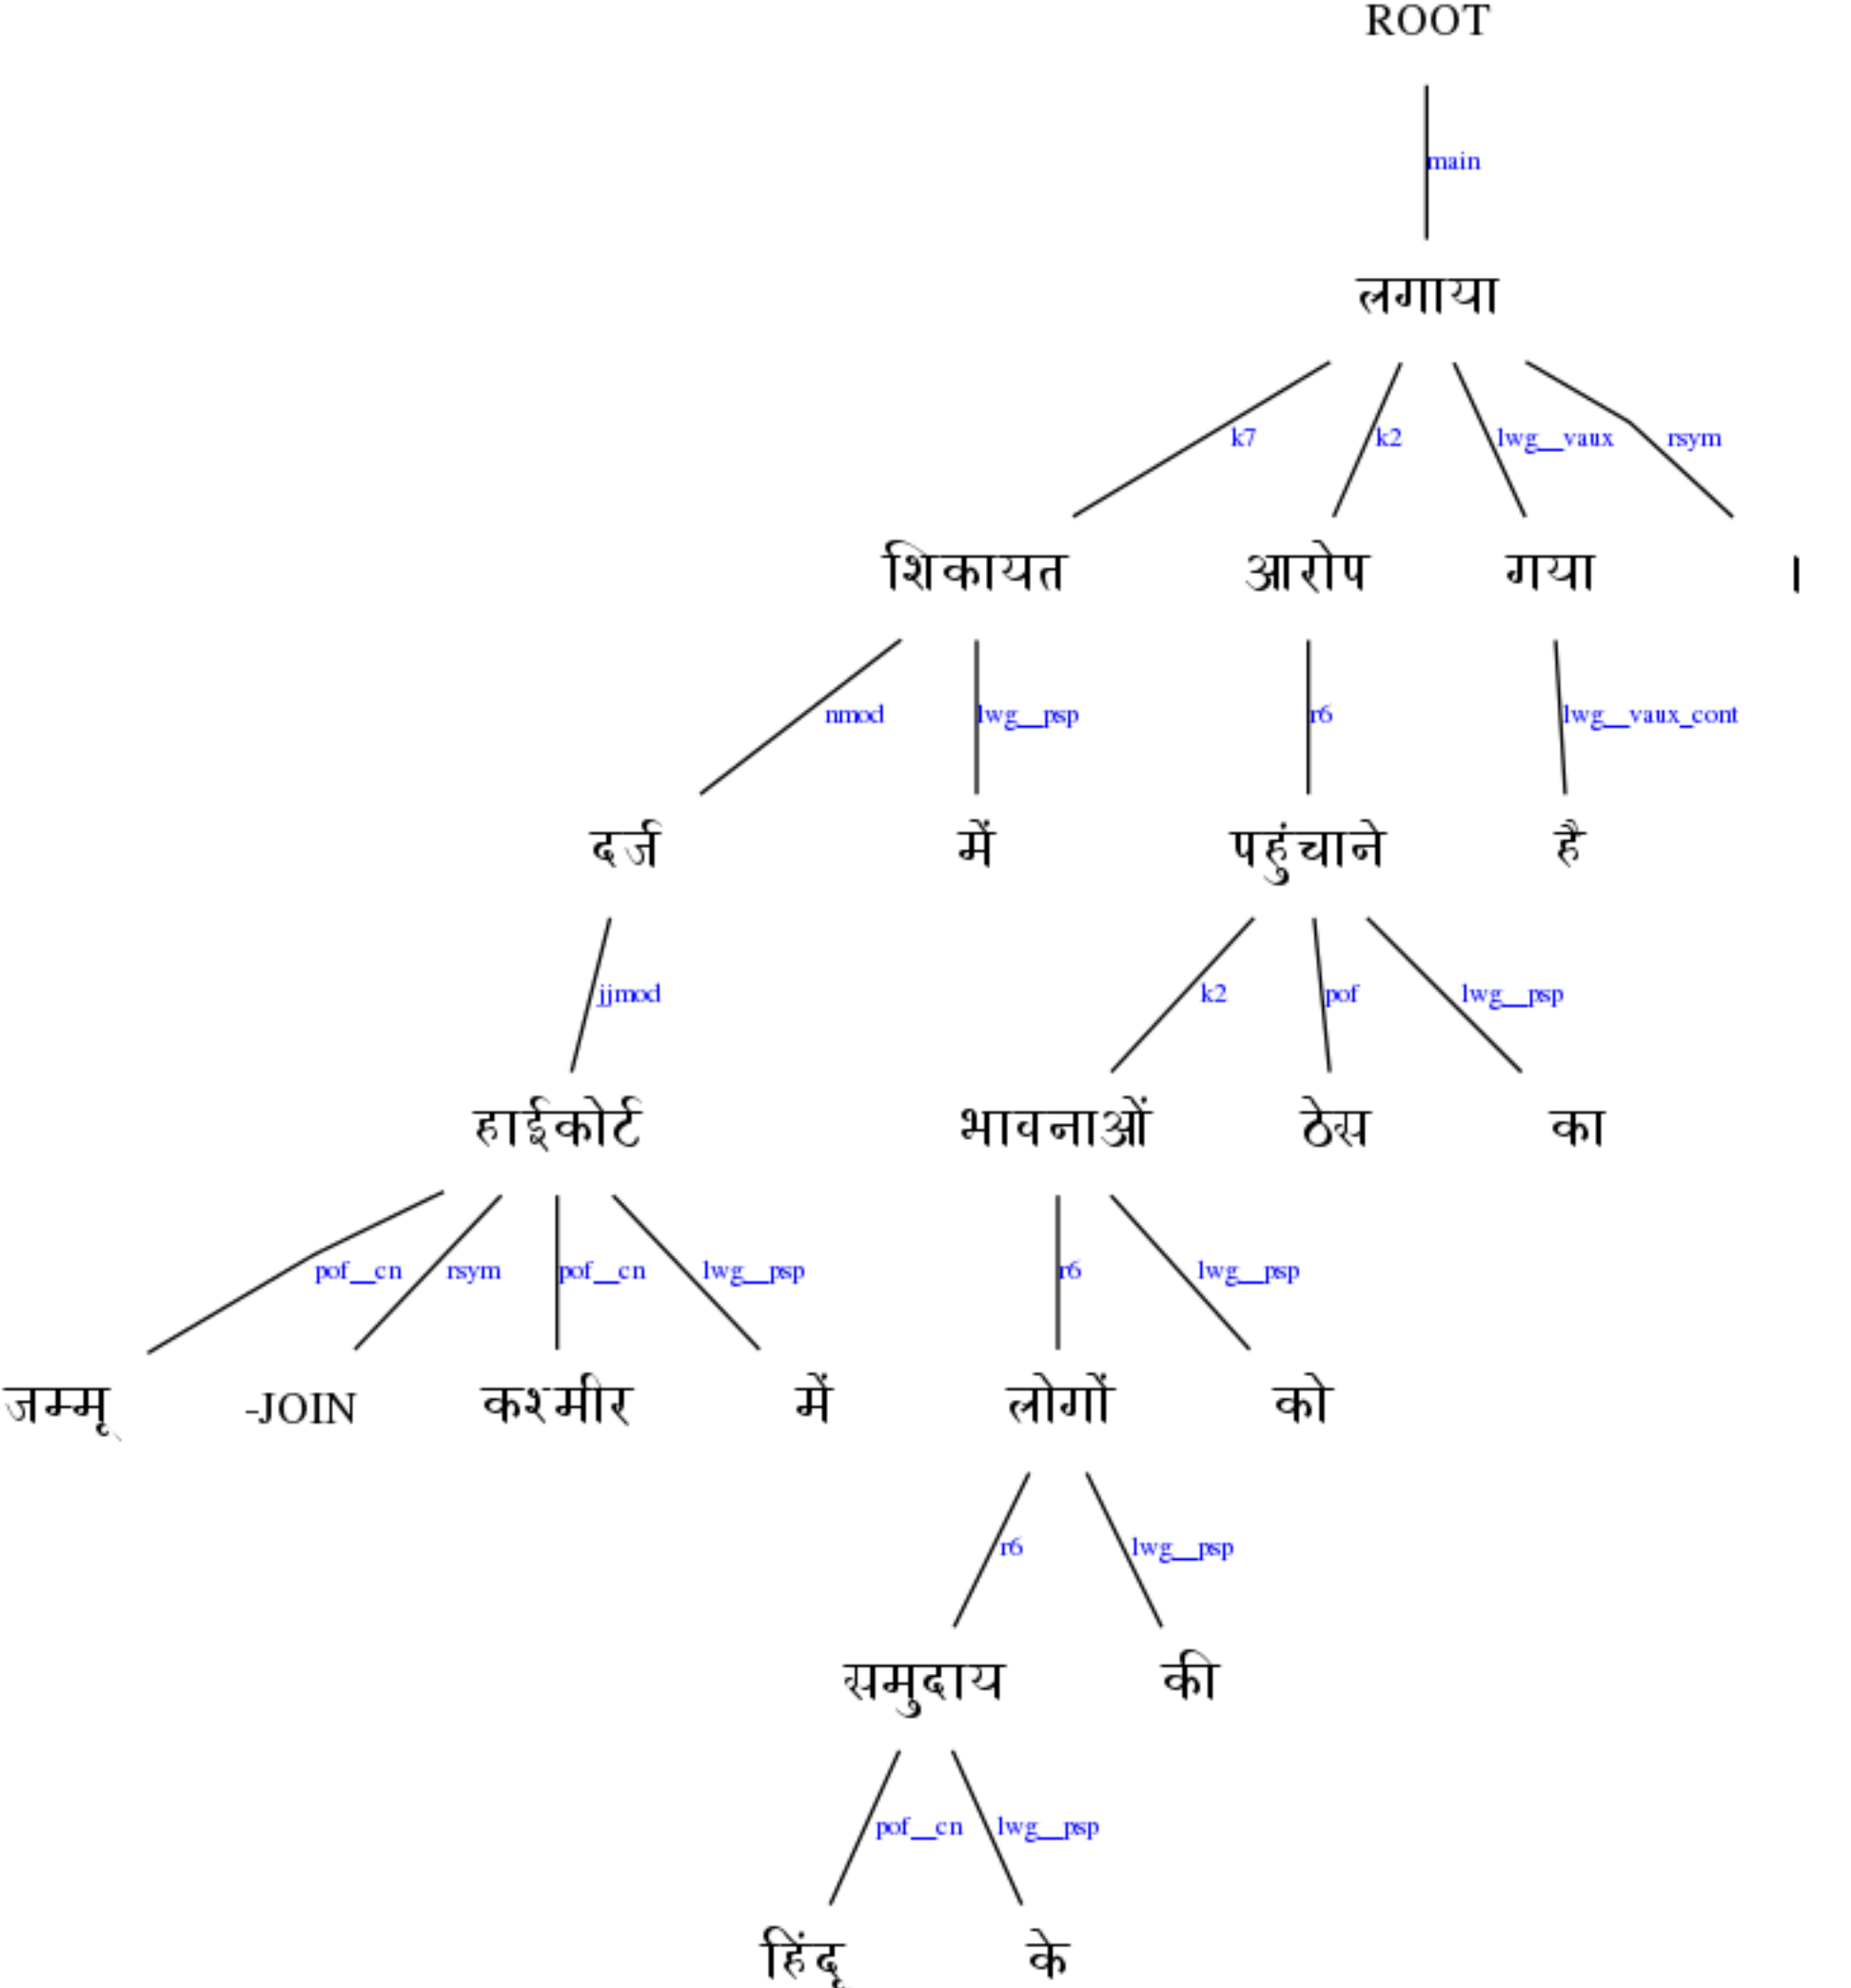 ROOT
main
लगाया
k7 k2 lwg__vaux rsym
शिकायत आरोप गया ।
nmod lwg__psp r6 lwg__vaux_cont
दर्ज में पहुंचाने है
jjmod k2 pof lwg__psp
हाईकोर्ट भावनाओं ठेस का
pof__cn rsym pof__cn lwg__psp r6 lwg__psp
जम्मू -JOIN कश्मीर में लोगों को
r6 lwg__psp
समुदाय की
pof__cn lwg__psp
हिंदू के